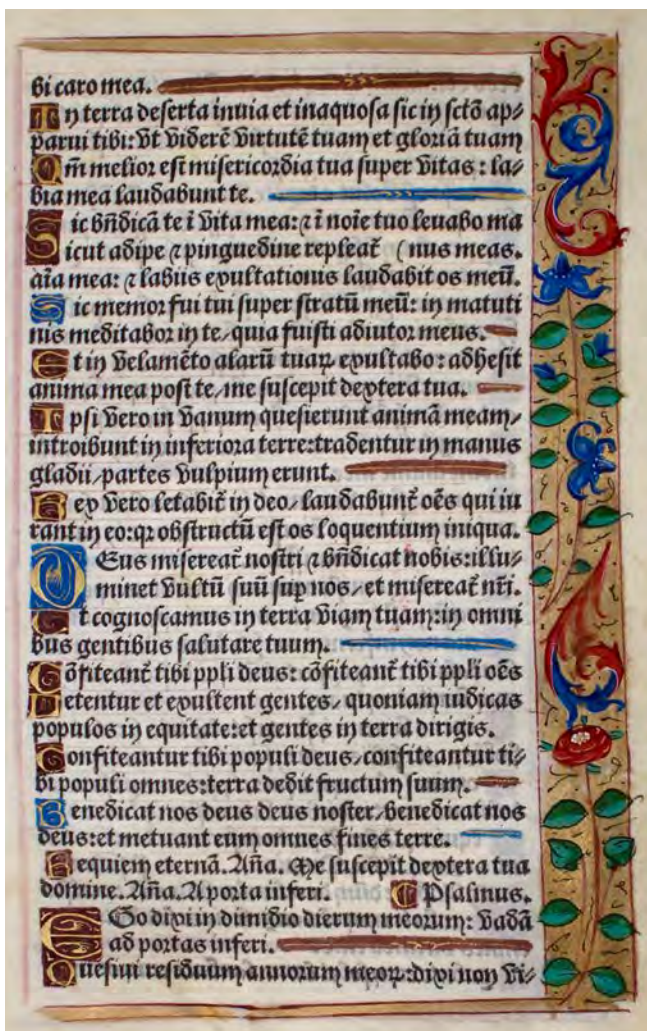 bi caro mea.
In terra deserta inuia et inaquosa sic in sctō ap⸗
parui tibi: vt viderē virtutē tuam et gloriā tuam
Qm̄ melior est misericordia tua super vitas: la⸗
bia mea laudabunt te.
Sic bn̄dicā te ī vita mea: ⁊ ī noīe tuo leuabo ma
Sicut adipe ⁊ pinguedine repleat̄ (nus meas.
aīa mea: ⁊ labiis exultationis laudabit os meū.
Sic memor fui tui super stratū meū: in matuti
nis meditabor in te, quia fuisti adiutor meus.
Et in velamēto alarū tuaꝝ exultabo: adhesit
anima mea post te, me suscepit dextera tua.
Ipsi vero in vanum quesierunt animā meam,
introibunt in inferiora terre: tradentur in manus
gladii, partes vulpium erunt.
Rex vero letabit̄ in deo, laudabunt̄ oēs qui iu
rant in eo: qꝛ obstructū est os loquentium iniqua.
DEus misereat̄ nostri ⁊ bn̄dicat nobis: illu⸗
minet vultū suū suꝑ nos, et misereat̄ nr̄i.
Ut cognoscamus in terra viam tuam: in omni
bus gentibus salutare tuum.
Cōfiteant̄ tibi ppl̄i deus: cōfiteant̄ tibi ppl̄i oēs
Letentur et exultent gentes, quoniam iudicas
populos in equitate: et gentes in terra dirigis.
Confiteantur tibi populi deus, confiteantur ti⸗
bi populi omnes: terra dedit fructum suum.
Benedicat nos deus deus noster, benedicat nos
deus: et metuant eum omnes fines terre.
Requiem eternā. Aña. Me suscepit dextera tua
domine. Aña. A porta inferi. Psalmus.
EGo dixi in dimidio dierum meorum: vadā
ad portas inferi.
Quesiui residuum annorum meoꝝ: dixi non vi⸗